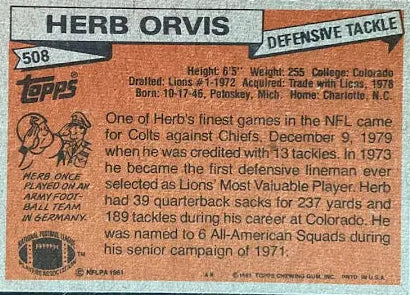 HERB ORVIS
DEFENSIVE TACKLE
508
Topps
Height: 6'5" Weight: 255 College: Colorado
Drafted: Lions #1-1972 Acquired: Trade with Lions, 1978
Born: 10-17-46, Petoskey, Mich. Home: Charlotte, N.C.
One of Herb's finest games in the NFL came
for Colts against Chiefs, December 9, 1979
when he was credited with 13 tackles. In 1973
he became the first defensive lineman ever
selected as Lions' Most Valuable Player. Herb
had 39 quarterback sacks for 237 yards and
189 tackles during his career at Colorado. He
was named to 6 All-American Squads during
his senior campaign of 1971.
HERB ONCE
PLAYED ON AN
ARMY FOOT-
BALL TEAM
IN GERMANY.
NATIONAL FOOTBALL LEAGUE
PLAYERS ASSOCIATION
© NFLPA 1981
© 1981 TOPPS CHEWING GUM, INC. PRTD. IN U.S.A.